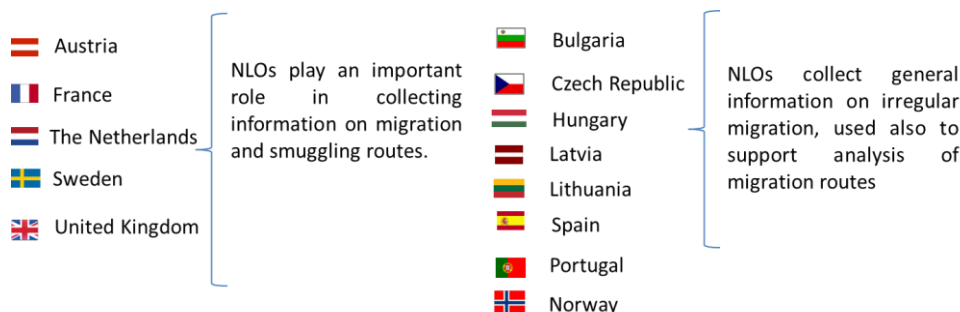 Austria
France
The Netherlands
Sweden
United Kingdom
NLOs play an important
role in collecting
information on migration
and smuggling routes.
Bulgaria
Czech Republic
Hungary
Latvia
Lithuania
Spain
Portugal
Norway
NLOs collect general
information on irregular
migration, used also to
support analysis of
migration routes